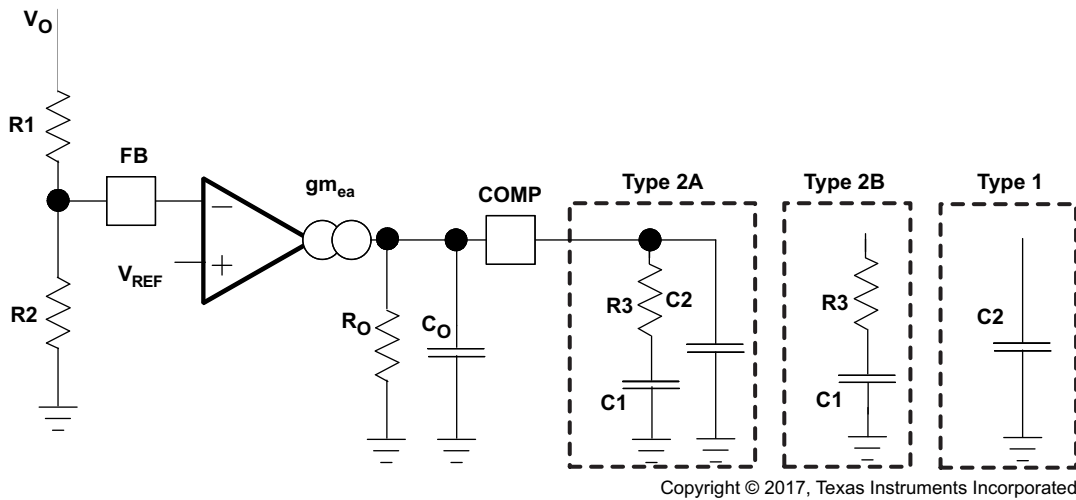 VO
R1
FB
gmea
COMP
Type 2A
Type 2B
Type 1
VREF
R2
RO
CO
R3
C2
C1
R3
C1
C2
Copyright © 2017, Texas Instruments Incorporated